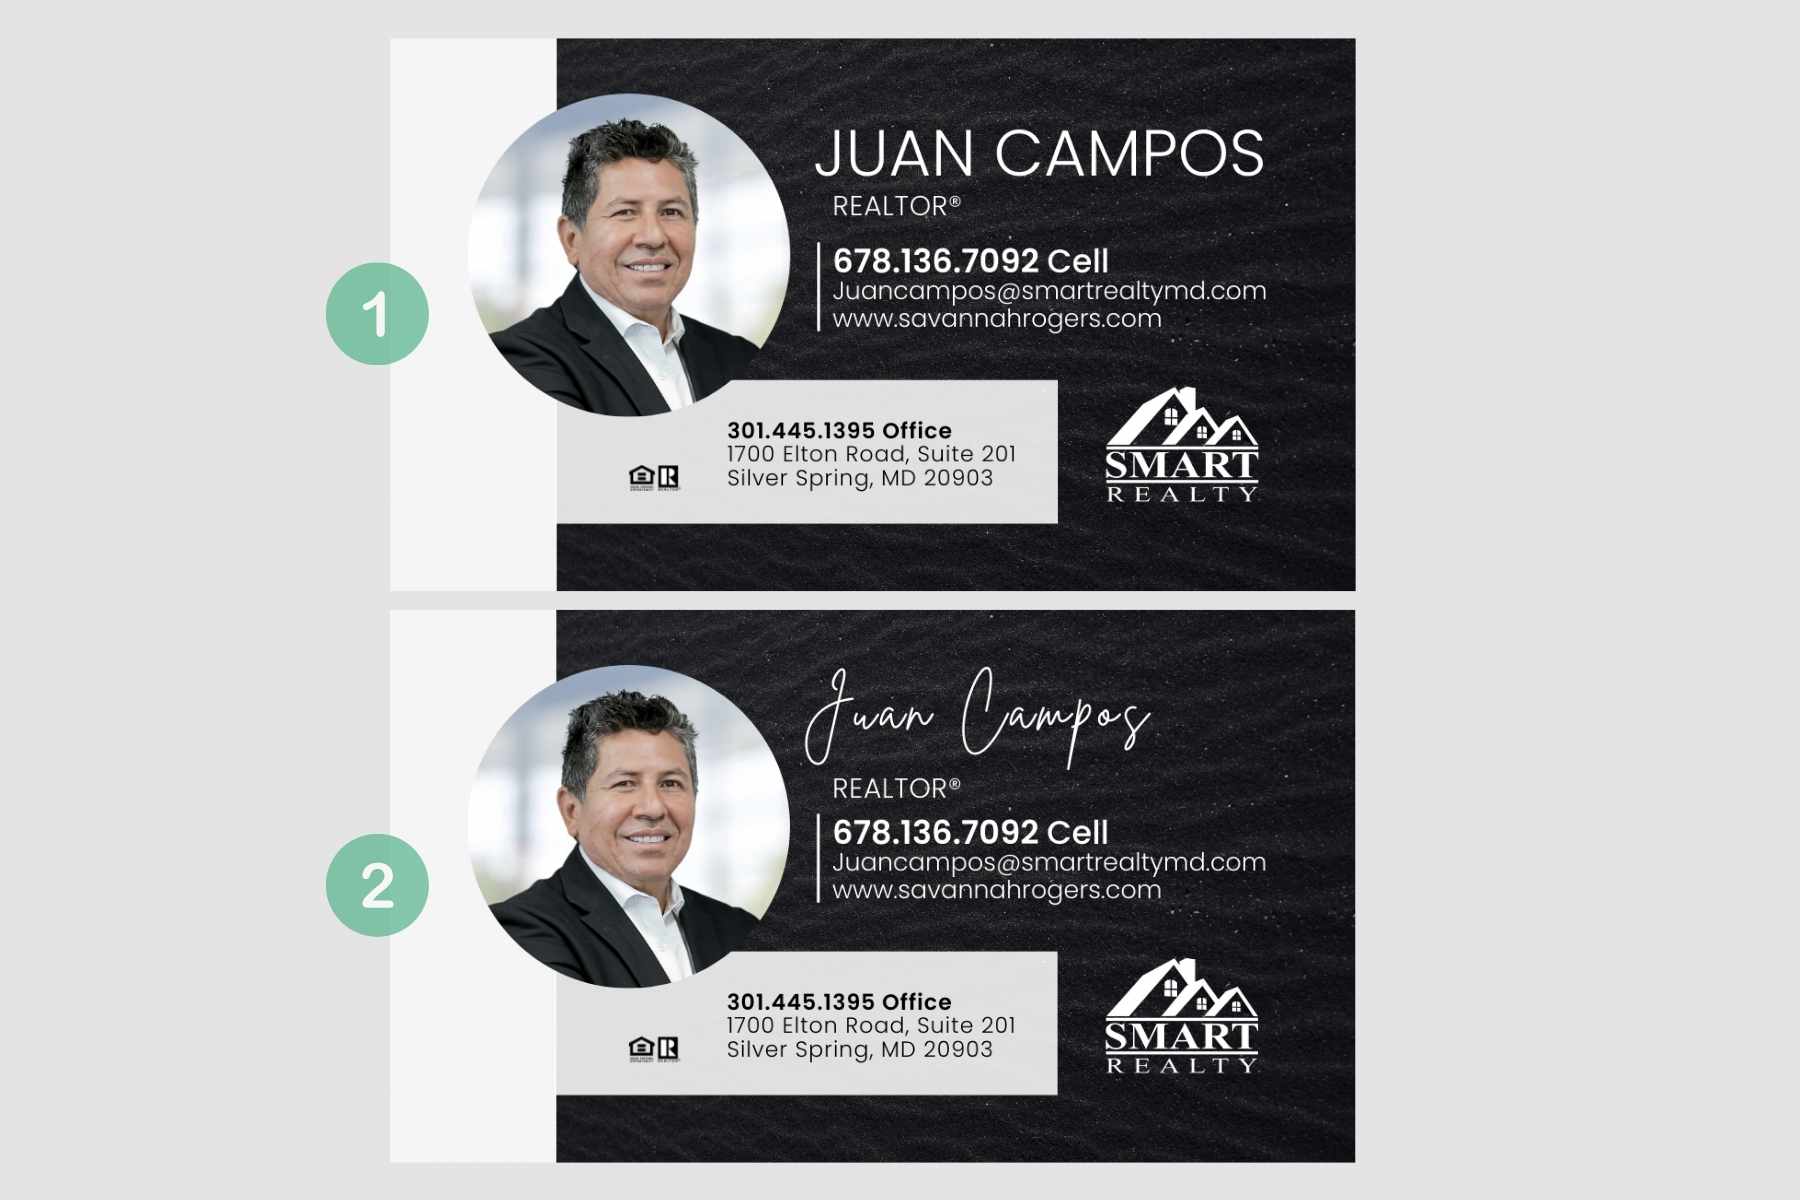 1
JUAN CAMPOS
REALTOR®
678.136.7092 Cell
Juancampos@smartrealtymd.com
www.savannahrogers.com
301.445.1395 Office
1700 Elton Road, Suite 201
Silver Spring, MD 20903
SMART
REALTY
2
Juan Campos
REALTOR®
678.136.7092 Cell
Juancampos@smartrealtymd.com
www.savannahrogers.com
301.445.1395 Office
1700 Elton Road, Suite 201
Silver Spring, MD 20903
SMART
REALTY